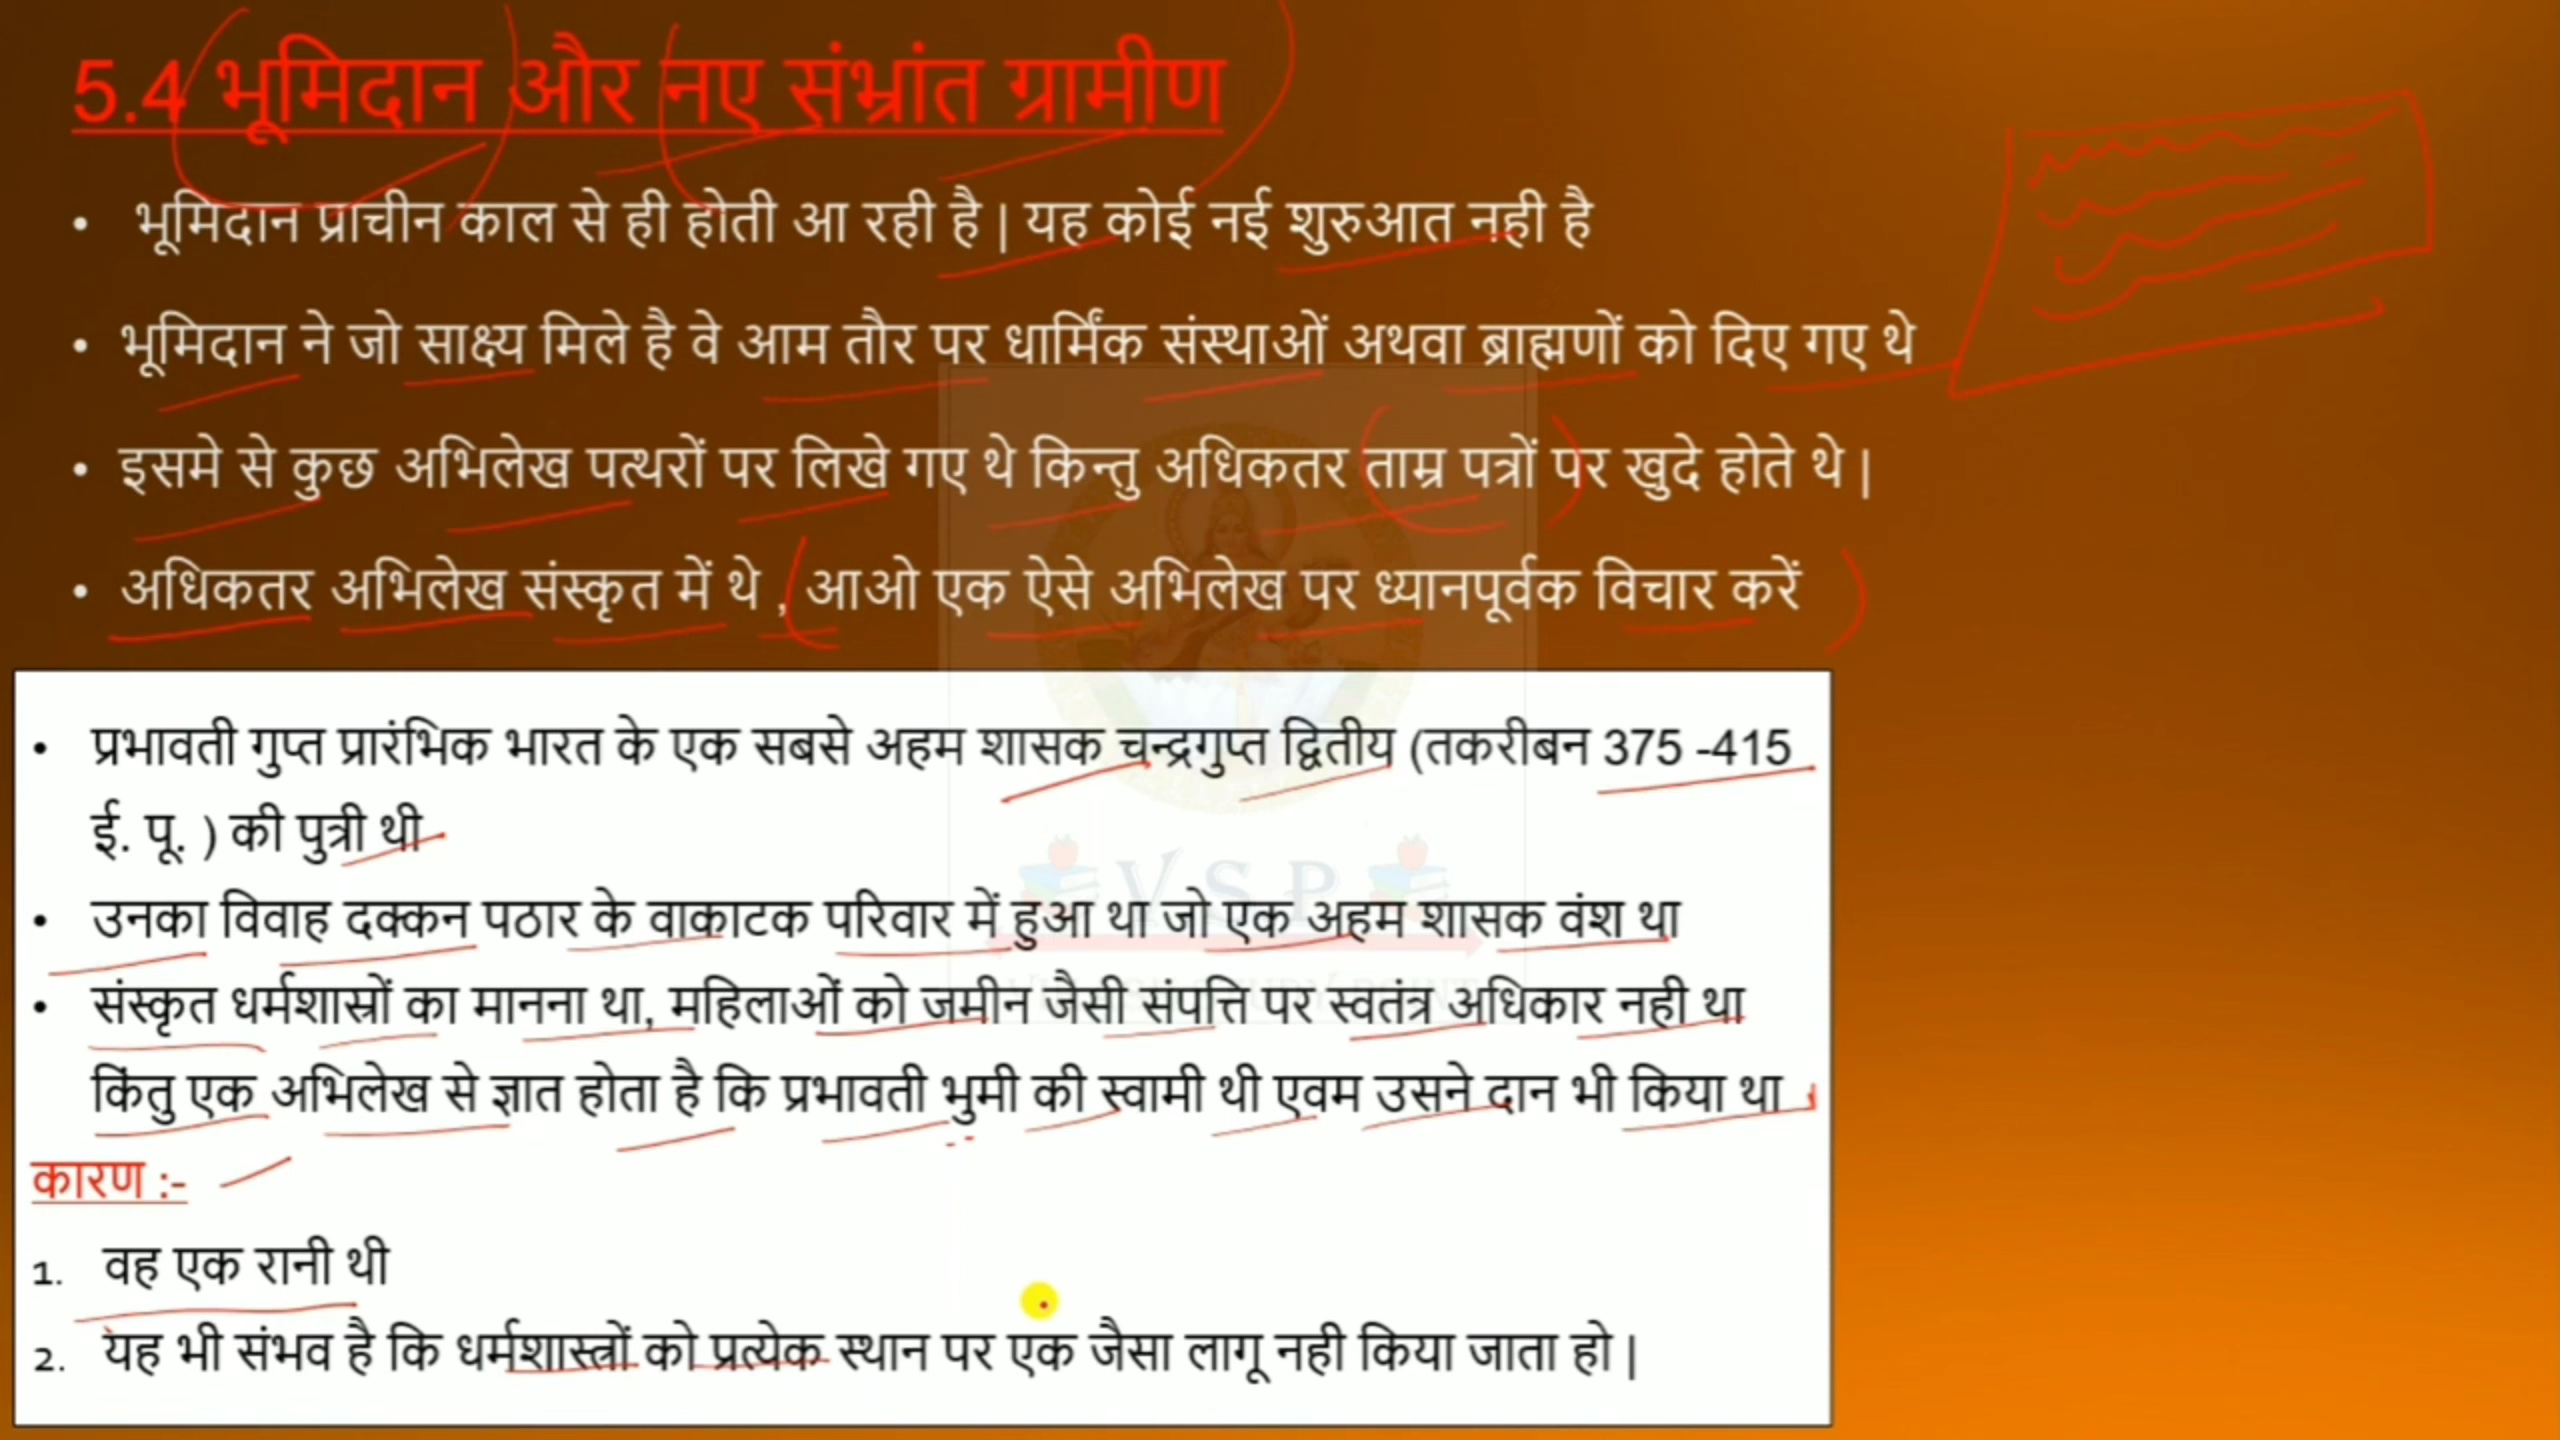 5.4 भूमिदान और नए संभ्रांत ग्रामीण
• भूमिदान प्राचीन काल से ही होती आ रही है | यह कोई नई शुरुआत नही है
• भूमिदान ने जो साक्ष्य मिले है वे आम तौर पर धार्मिक संस्थाओं अथवा ब्राह्मणों को दिए गए थे
• इसमे से कुछ अभिलेख पत्थरों पर लिखे गए थे किन्तु अधिकतर ताम्र पत्रों पर खुदे होते थे |
• अधिकतर अभिलेख संस्कृत में थे , आओ एक ऐसे अभिलेख पर ध्यानपूर्वक विचार करें
• प्रभावती गुप्त प्रारंभिक भारत के एक सबसे अहम शासक चन्द्रगुप्त द्वितीय (तकरीबन 375 -415
ई. पू. ) की पुत्री थी
• उनका विवाह दक्कन पठार के वाकाटक परिवार में हुआ था जो एक अहम शासक वंश था
VSP
• संस्कृत धर्मशास्रों का मानना था, महिलाओं को जमीन जैसी संपत्ति पर स्वतंत्र अधिकार नही था
किंतु एक अभिलेख से ज्ञात होता है कि प्रभावती भुमी की स्वामी थी एवम उसने दान भी किया था
कारण :-
1. वह एक रानी थी
2. यह भी संभव है कि धर्मशास्त्रों को प्रत्येक स्थान पर एक जैसा लागू नही किया जाता हो |